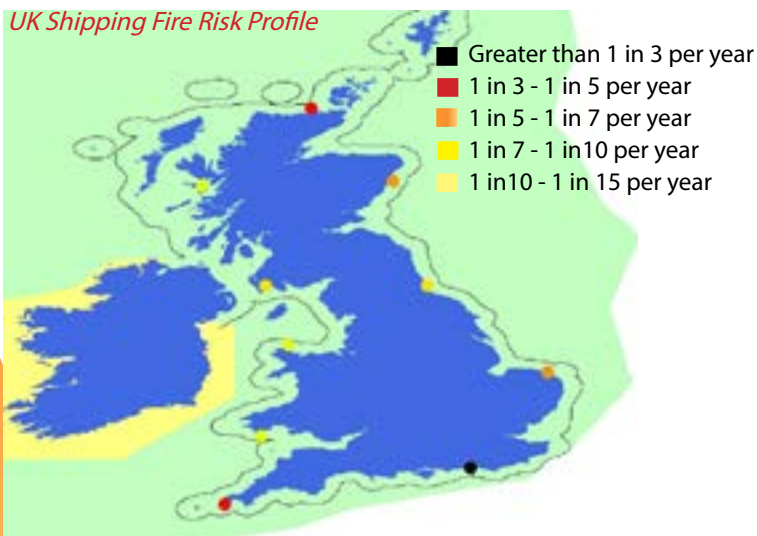 UK Shipping Fire Risk Profile
Greater than 1 in 3 per year
1 in 3 - 1 in 5 per year
1 in 5 - 1 in 7 per year
1 in 7 - 1 in10 per year
1 in10 - 1 in 15 per year